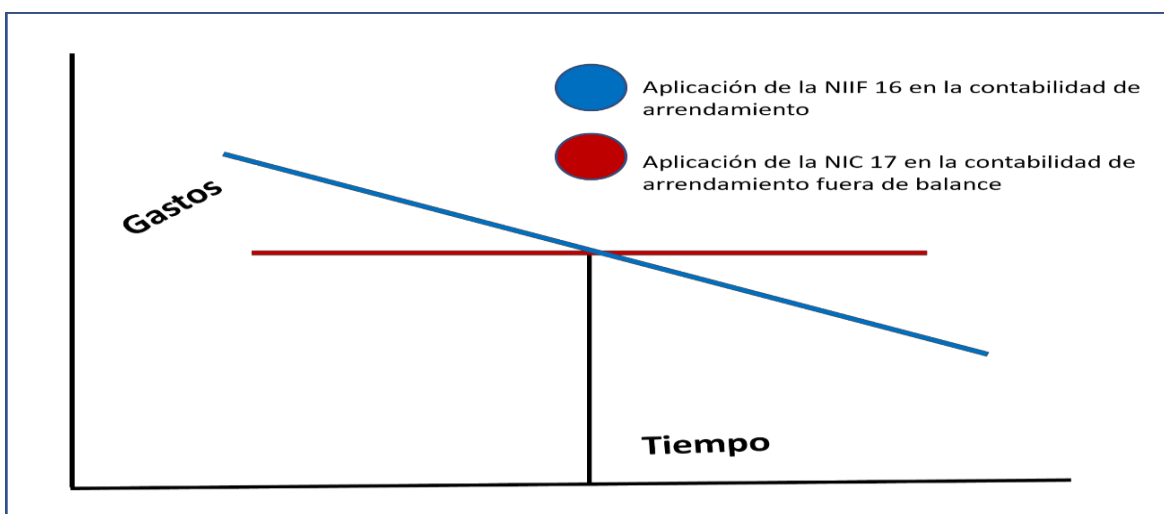 Aplicación de la NIIF 16 en la contabilidad de
arrendamiento
Aplicación de la NIC 17 en la contabilidad de
arrendamiento fuera de balance
Gastos
Tiempo